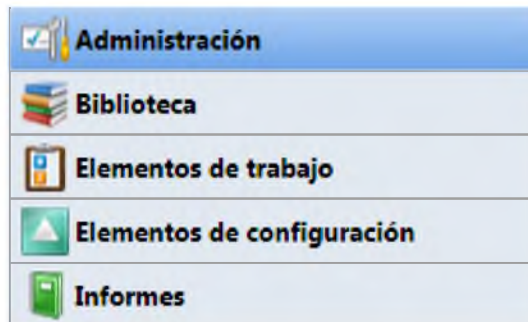 Administración
Biblioteca
Elementos de trabajo
Elementos de configuración
Informes